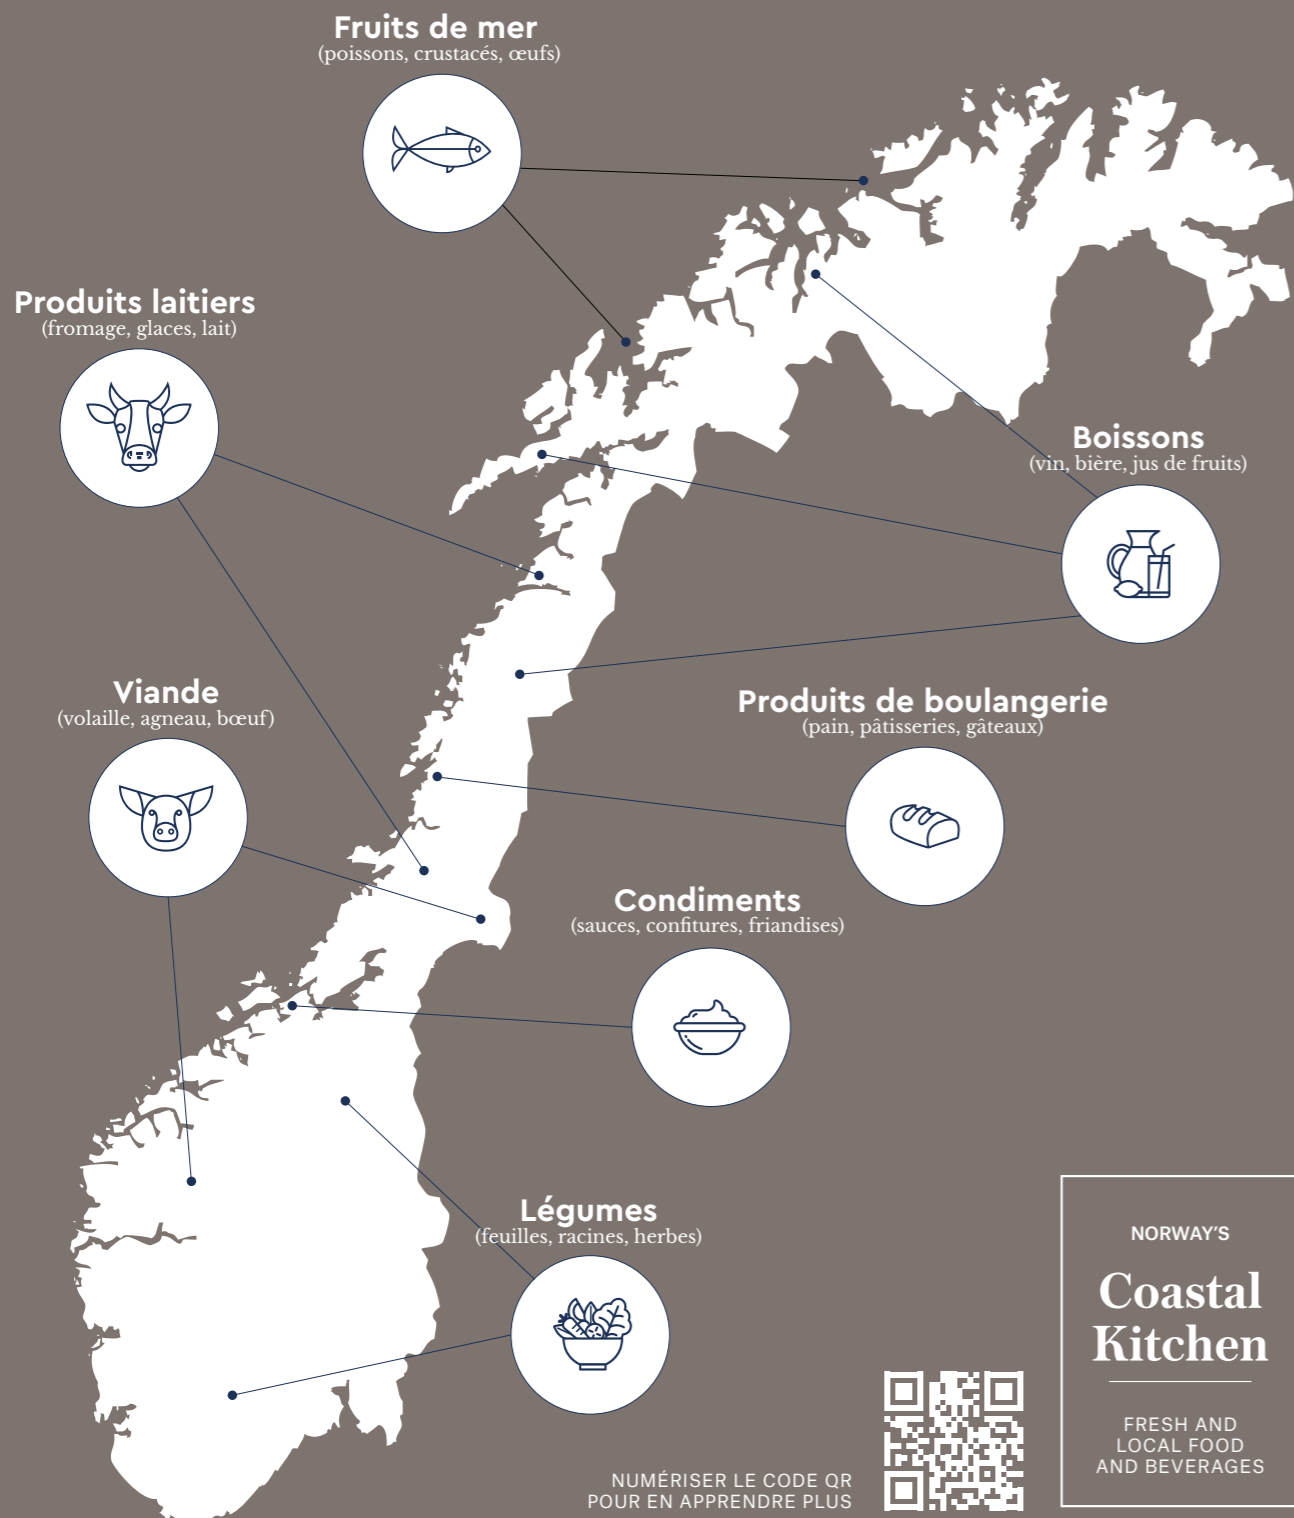 Fruits de mer
(poissons, crustacés, œufs)
Produits laitiers
(fromage, glaces, lait)
Boissons
(vin, bière, jus de fruits)
Viande
(volaille, agneau, bœuf)
Produits de boulangerie
(pain, pâtisseries, gâteaux)
Condiments
(sauces, confitures, friandises)
Légumes
(feuilles, racines, herbes)
NUMÉRISER LE CODE QR
POUR EN APPRENDRE PLUS
NORWAY'S
Coastal
Kitchen
FRESH AND
LOCAL FOOD
AND BEVERAGES